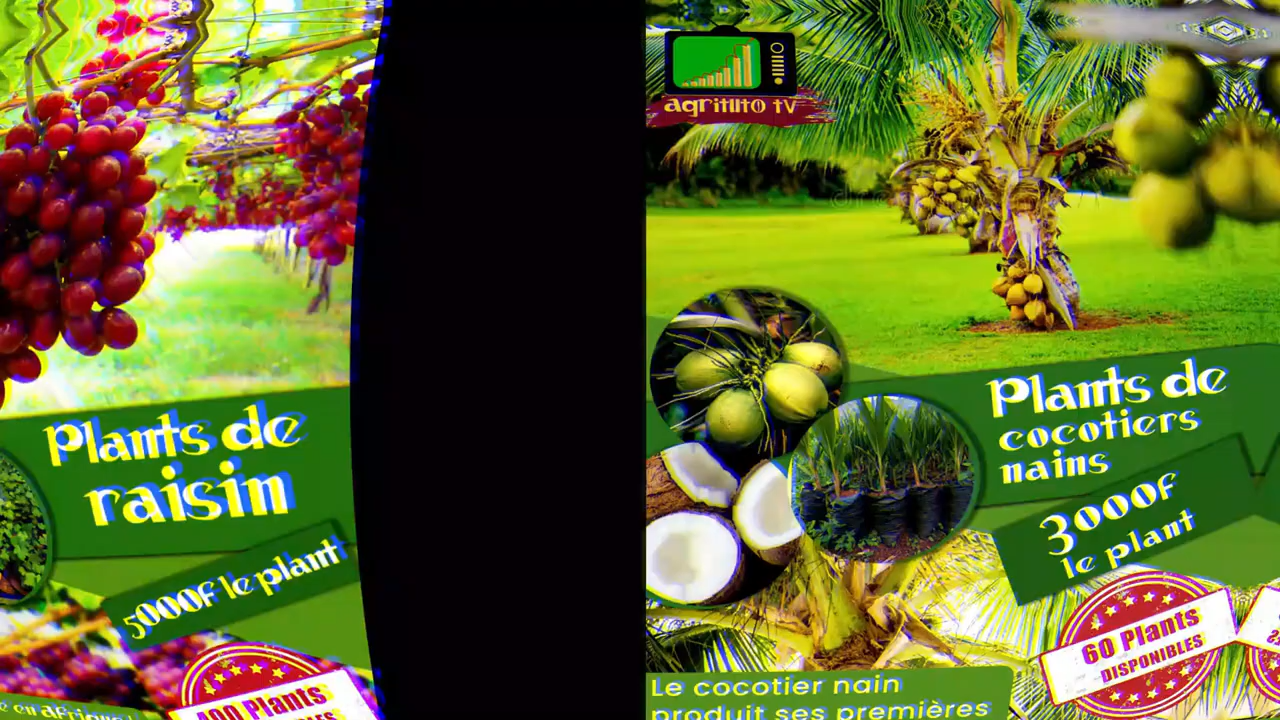 Plants de
raisin
5000F le plant
400 Plants
agritito tv
Plants de
cocotiers
nains
3000F
le plant
60 Plants
DISPONIBLES
Le cocotier nain
produit ses premières